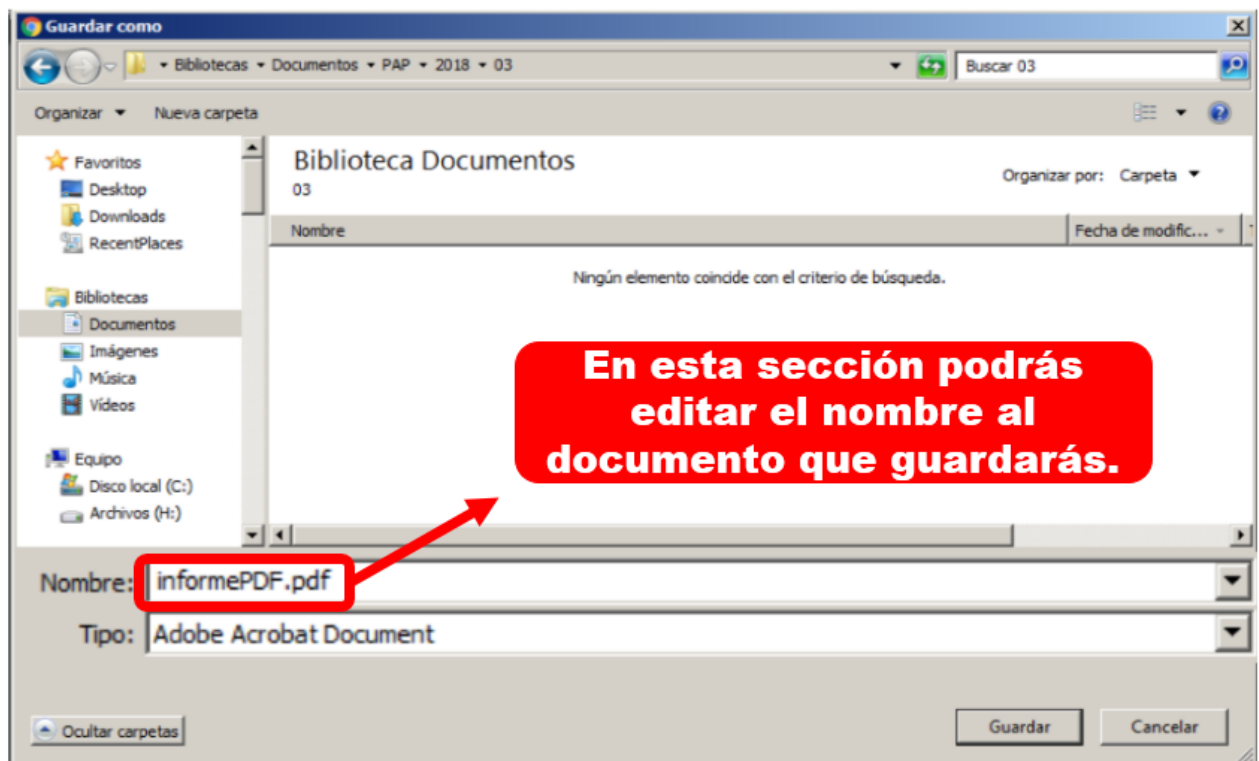 Guardar como
Bibliotecas Documentos PAP 2018 03
Buscar 03
Organizar Nueva carpeta
Favoritos
Desktop
Downloads
RecentPlaces
Bibliotecas
Documentos
Imágenes
Música
Vídeos
Equipo
Disco local (C:)
Archivos (H:)
Biblioteca Documentos
03
Organizar por: Carpeta
Nombre Fecha de modific...
Ningún elemento coincide con el criterio de búsqueda.
En esta sección podrás
editar el nombre al
documento que guardarás.
Nombre: informePDF.pdf
Tipo: Adobe Acrobat Document
Ocultar carpetas Guardar Cancelar